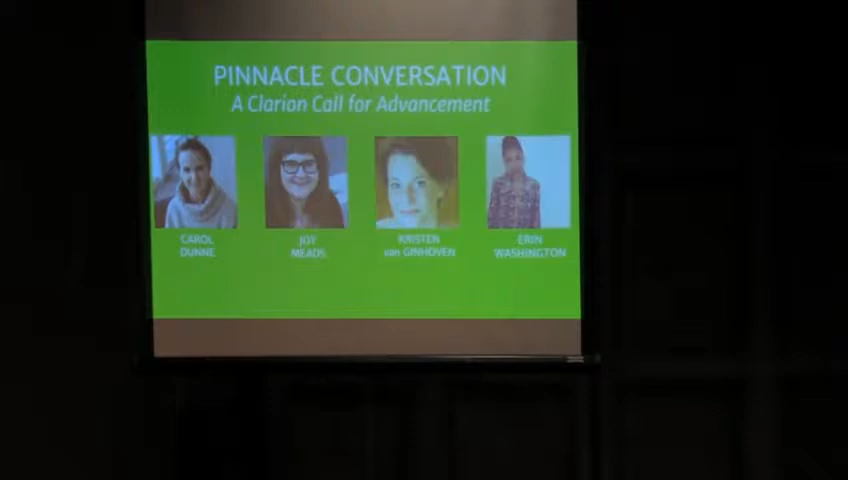 PINNACLE CONVERSATION
A Clarion Call for Advancement
CAROL
DUNNE
JOY
MEADS
KRISTEN
van GINHOVEN
ERIN
WASHINGTON